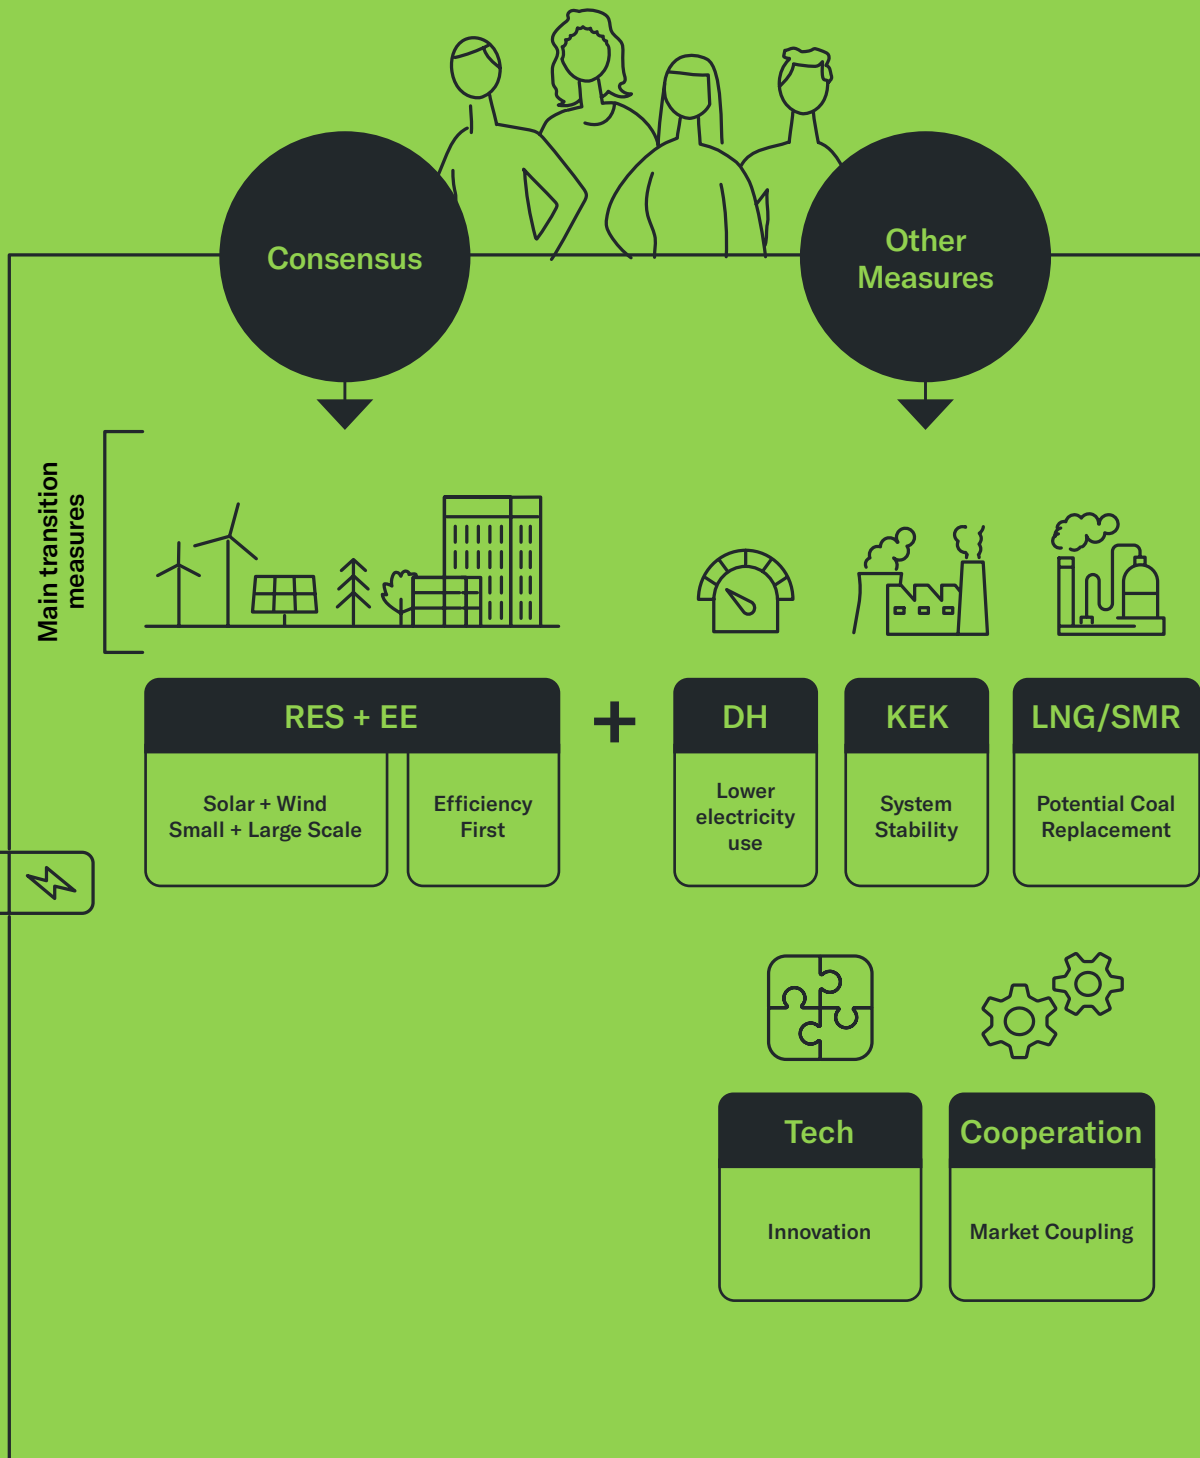 Consensus
Other
Measures
Main transition
measures
RES + EE
Solar + Wind
Small + Large Scale
Efficiency
First
+
DH
Lower
electricity
use
KEK
System
Stability
LNG/SMR
Potential Coal
Replacement
Tech
Innovation
Cooperation
Market Coupling